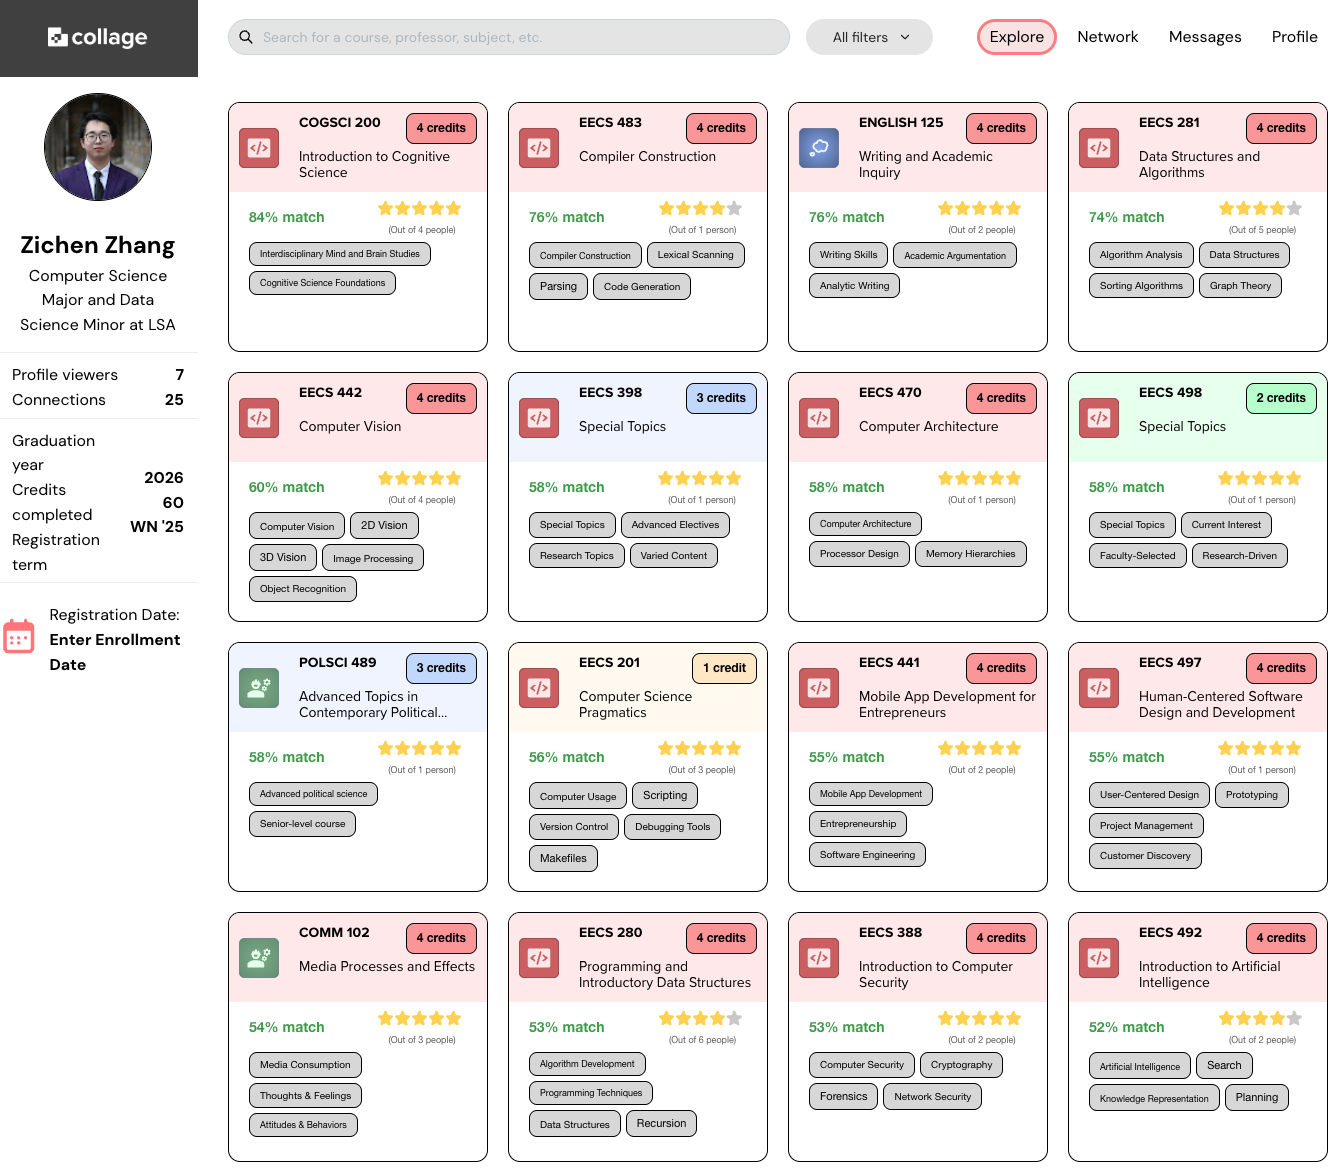 collage
Search for a course, professor, subject, etc.
All filters
Explore
Network
Messages
Profile
Zichen Zhang
Computer Science
Major and Data
Science Minor at LSA
Profile viewers 7
Connections 25
Graduation
year
2026
Credits
completed
60
Registration
term
WN '25
Registration Date:
Enter Enrollment
Date
COGSCI 200
4 credits
Introduction to Cognitive
Science
84% match
(Out of 4 people)
Interdisciplinary Mind and Brain Studies
Cognitive Science Foundations
EECS 483
4 credits
Compiler Construction
76% match
(Out of 1 person)
Compiler Construction
Lexical Scanning
Parsing
Code Generation
ENGLISH 125
4 credits
Writing and Academic
Inquiry
76% match
(Out of 2 people)
Writing Skills
Academic Argumentation
Analytic Writing
EECS 281
4 credits
Data Structures and
Algorithms
74% match
(Out of 5 people)
Algorithm Analysis
Data Structures
Sorting Algorithms
Graph Theory
EECS 442
4 credits
Computer Vision
60% match
(Out of 4 people)
Computer Vision
2D Vision
3D Vision
Image Processing
Object Recognition
EECS 398
3 credits
Special Topics
58% match
(Out of 1 person)
Special Topics
Advanced Electives
Research Topics
Varied Content
EECS 470
4 credits
Computer Architecture
58% match
(Out of 1 person)
Computer Architecture
Processor Design
Memory Hierarchies
EECS 498
2 credits
Special Topics
58% match
(Out of 1 person)
Special Topics
Current Interest
Faculty-Selected
Research-Driven
POLSCI 489
3 credits
Advanced Topics in
Contemporary Political...
58% match
(Out of 1 person)
Advanced political science
Senior-level course
EECS 201
1 credit
Computer Science
Pragmatics
56% match
(Out of 3 people)
Computer Usage
Scripting
Version Control
Debugging Tools
Makefiles
EECS 441
4 credits
Mobile App Development for
Entrepreneurs
55% match
(Out of 2 people)
Mobile App Development
Entrepreneurship
Software Engineering
EECS 497
4 credits
Human-Centered Software
Design and Development
55% match
(Out of 1 person)
User-Centered Design
Prototyping
Project Management
Customer Discovery
COMM 102
4 credits
Media Processes and Effects
54% match
(Out of 3 people)
Media Consumption
Thoughts & Feelings
Attitudes & Behaviors
EECS 280
4 credits
Programming and
Introductory Data Structures
53% match
(Out of 6 people)
Algorithm Development
Programming Techniques
Data Structures
Recursion
EECS 388
4 credits
Introduction to Computer
Security
53% match
(Out of 2 people)
Computer Security
Cryptography
Forensics
Network Security
EECS 492
4 credits
Introduction to Artificial
Intelligence
52% match
(Out of 2 people)
Artificial Intelligence
Search
Knowledge Representation
Planning